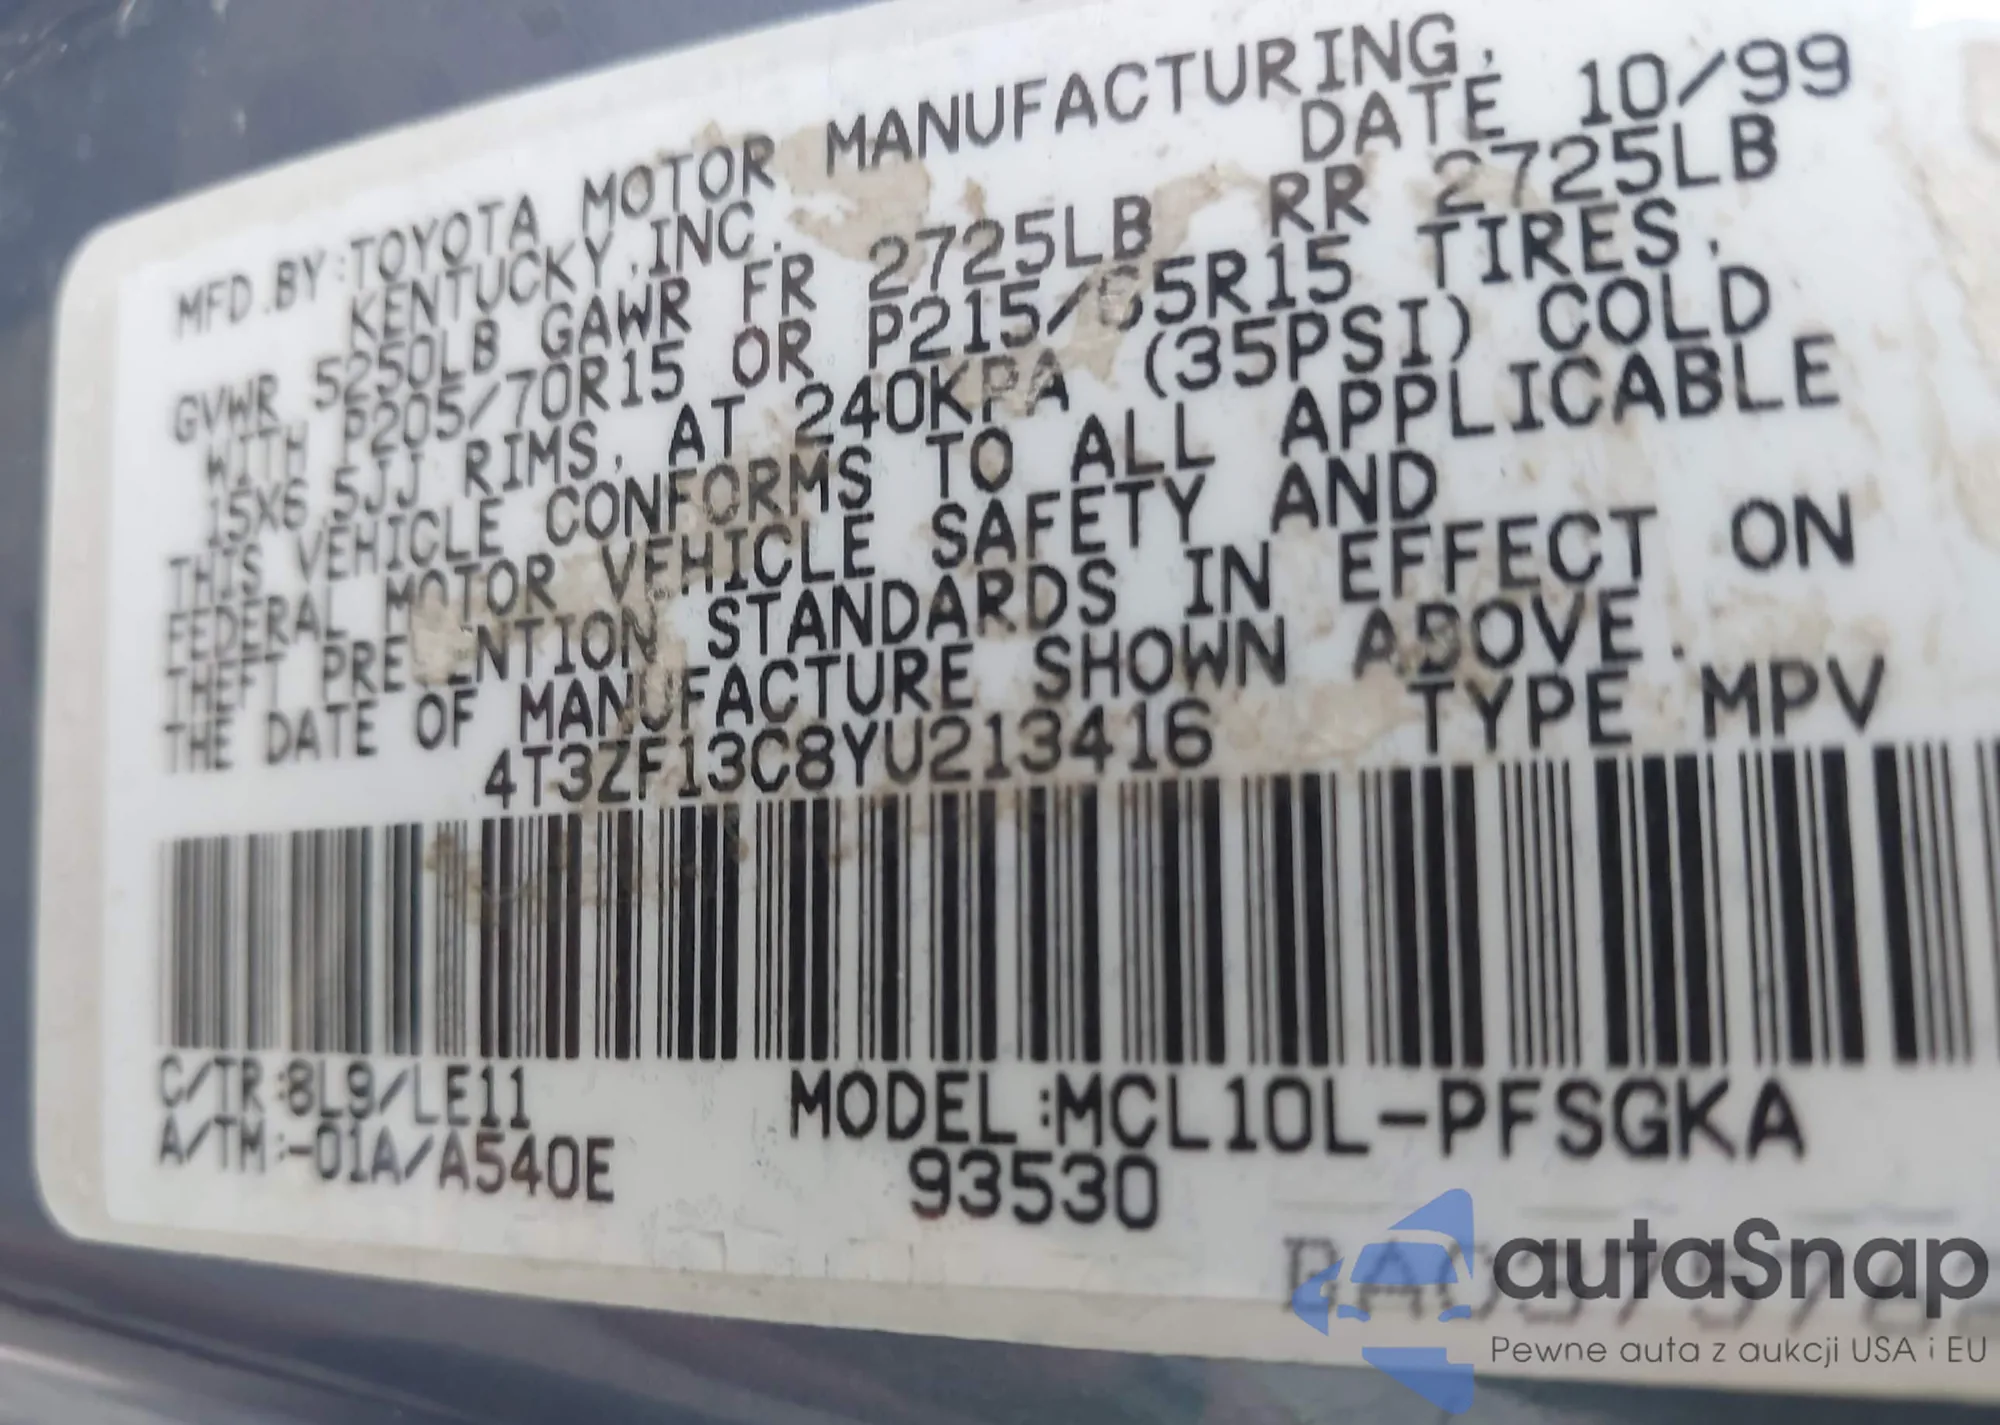 MFD.BY:TOYOTA MOTOR MANUFACTURING,
KENTUCKY,INC. DATE 10/99
GVWR 5250LB GAWR FR 2725LB RR 2725LB
WITH P205/70R15 OR P215/65R15 TIRES,
15X6.5JJ RIMS, AT 240KPA (35PSI) COLD
THIS VEHICLE CONFORMS TO ALL APPLICABLE
FEDERAL MOTOR VEHICLE SAFETY AND
THEFT PREVENTION STANDARDS IN EFFECT ON
THE DATE OF MANUFACTURE SHOWN ABOVE.
4T3ZF13C8YU213416 TYPE MPV
C/TR:8L9/LE11 MODEL:MCL10L-PFSGKA
A/TM:-01A/A540E 93530
autaSnap
Pewne auta z aukcji USA i EU